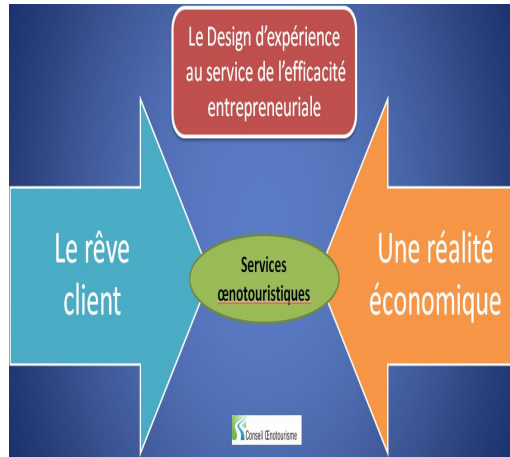 Le Design d'expérience
au service de l'efficacité
entrepreneuriale
Le rêve
client
Services
œnotouristiques
Une réalité
économique
Conseil Œnotourisme